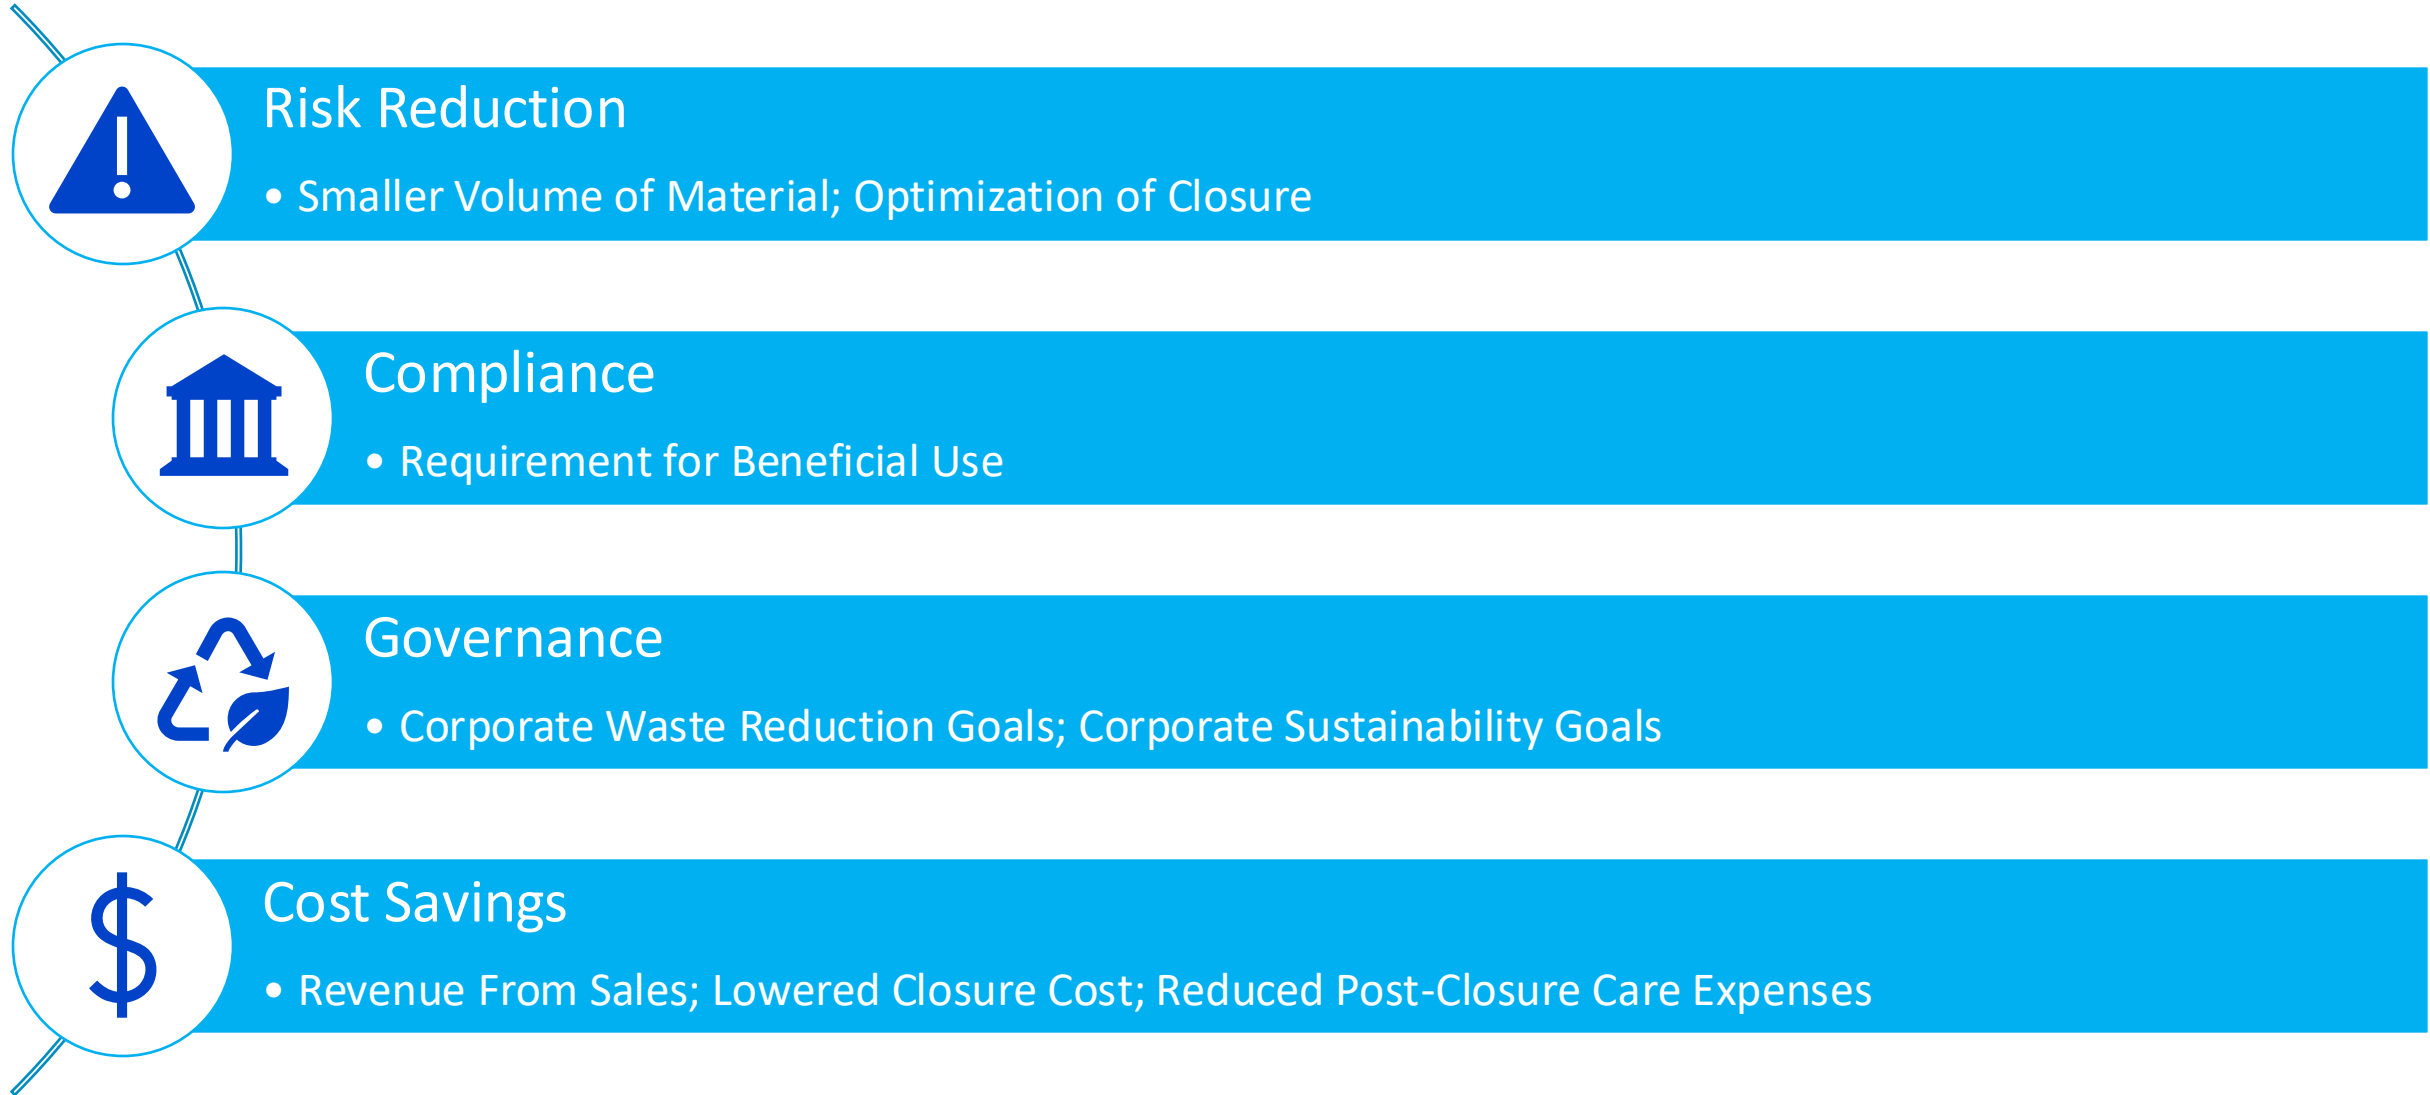 Risk Reduction
• Smaller Volume of Material; Optimization of Closure
Compliance
• Requirement for Beneficial Use
Governance
• Corporate Waste Reduction Goals; Corporate Sustainability Goals
Cost Savings
• Revenue From Sales; Lowered Closure Cost; Reduced Post-Closure Care Expenses